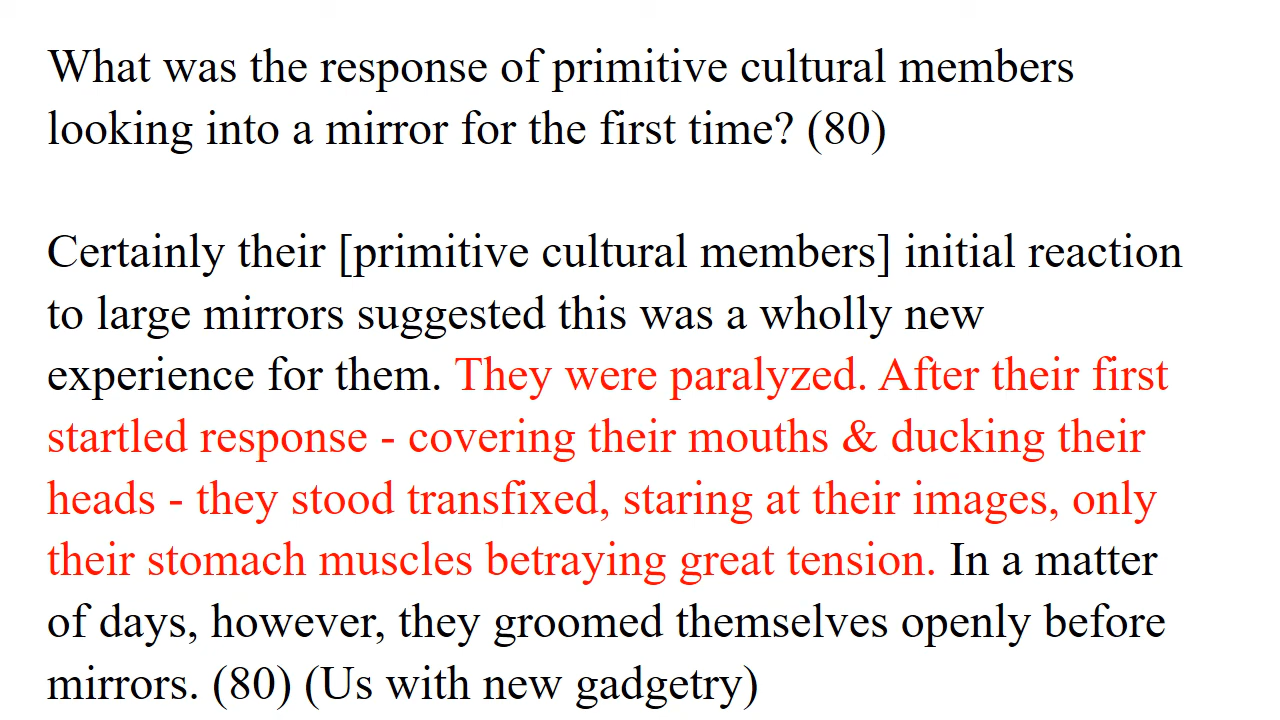 What was the response of primitive cultural members
looking into a mirror for the first time? (80)
Certainly their [primitive cultural members] initial reaction
to large mirrors suggested this was a wholly new
experience for them. They were paralyzed. After their first
startled response - covering their mouths & ducking their
heads - they stood transfixed, staring at their images, only
their stomach muscles betraying great tension. In a matter
of days, however, they groomed themselves openly before
mirrors. (80) (Us with new gadgetry)